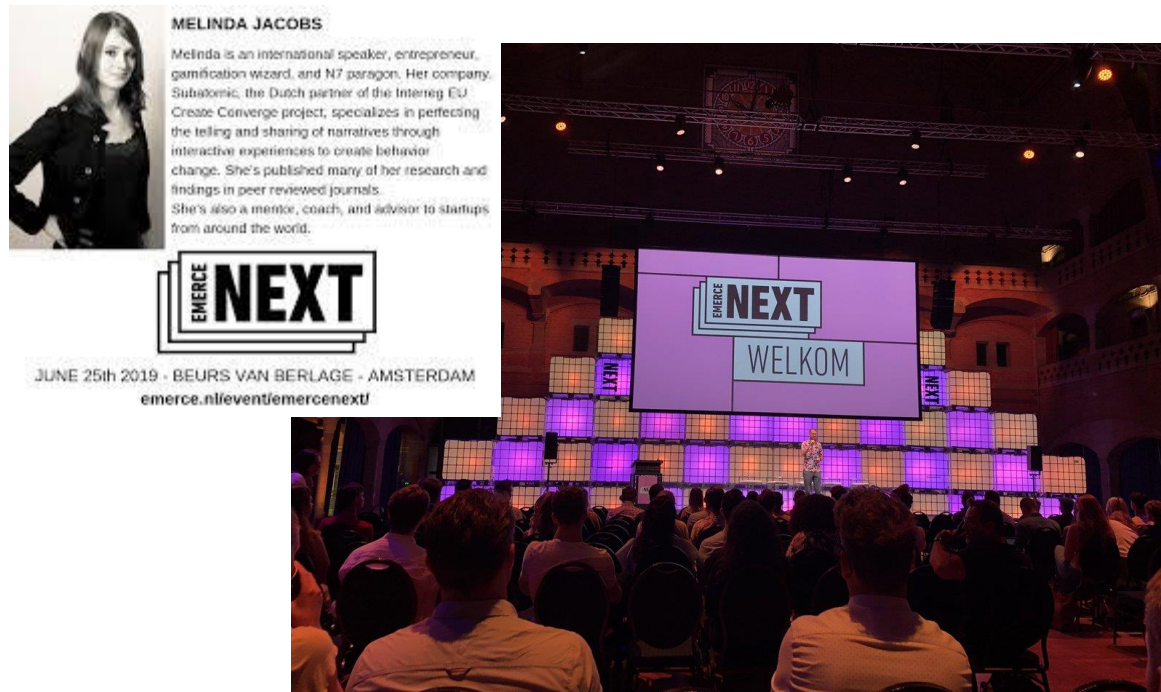 MELINDA JACOBS
Melinda is an international speaker, entrepreneur,
gamification wizard, and N7 paragon. Her company,
Subatomic, the Dutch partner of the Interreg EU
Create Converge project, specializes in perfecting
the telling and sharing of narratives through
interactive experiences to create behavior
change. She's published many of her research and
findings in peer reviewed journals.
She's also a mentor, coach, and advisor to startups
from around the world.
EMERCE
NEXT
JUNE 25th 2019 - BEURS VAN BERLAGE - AMSTERDAM
emerce.nl/event/emercenext/
EMERCE
NEXT
WELKOM
NEXT
NEXT